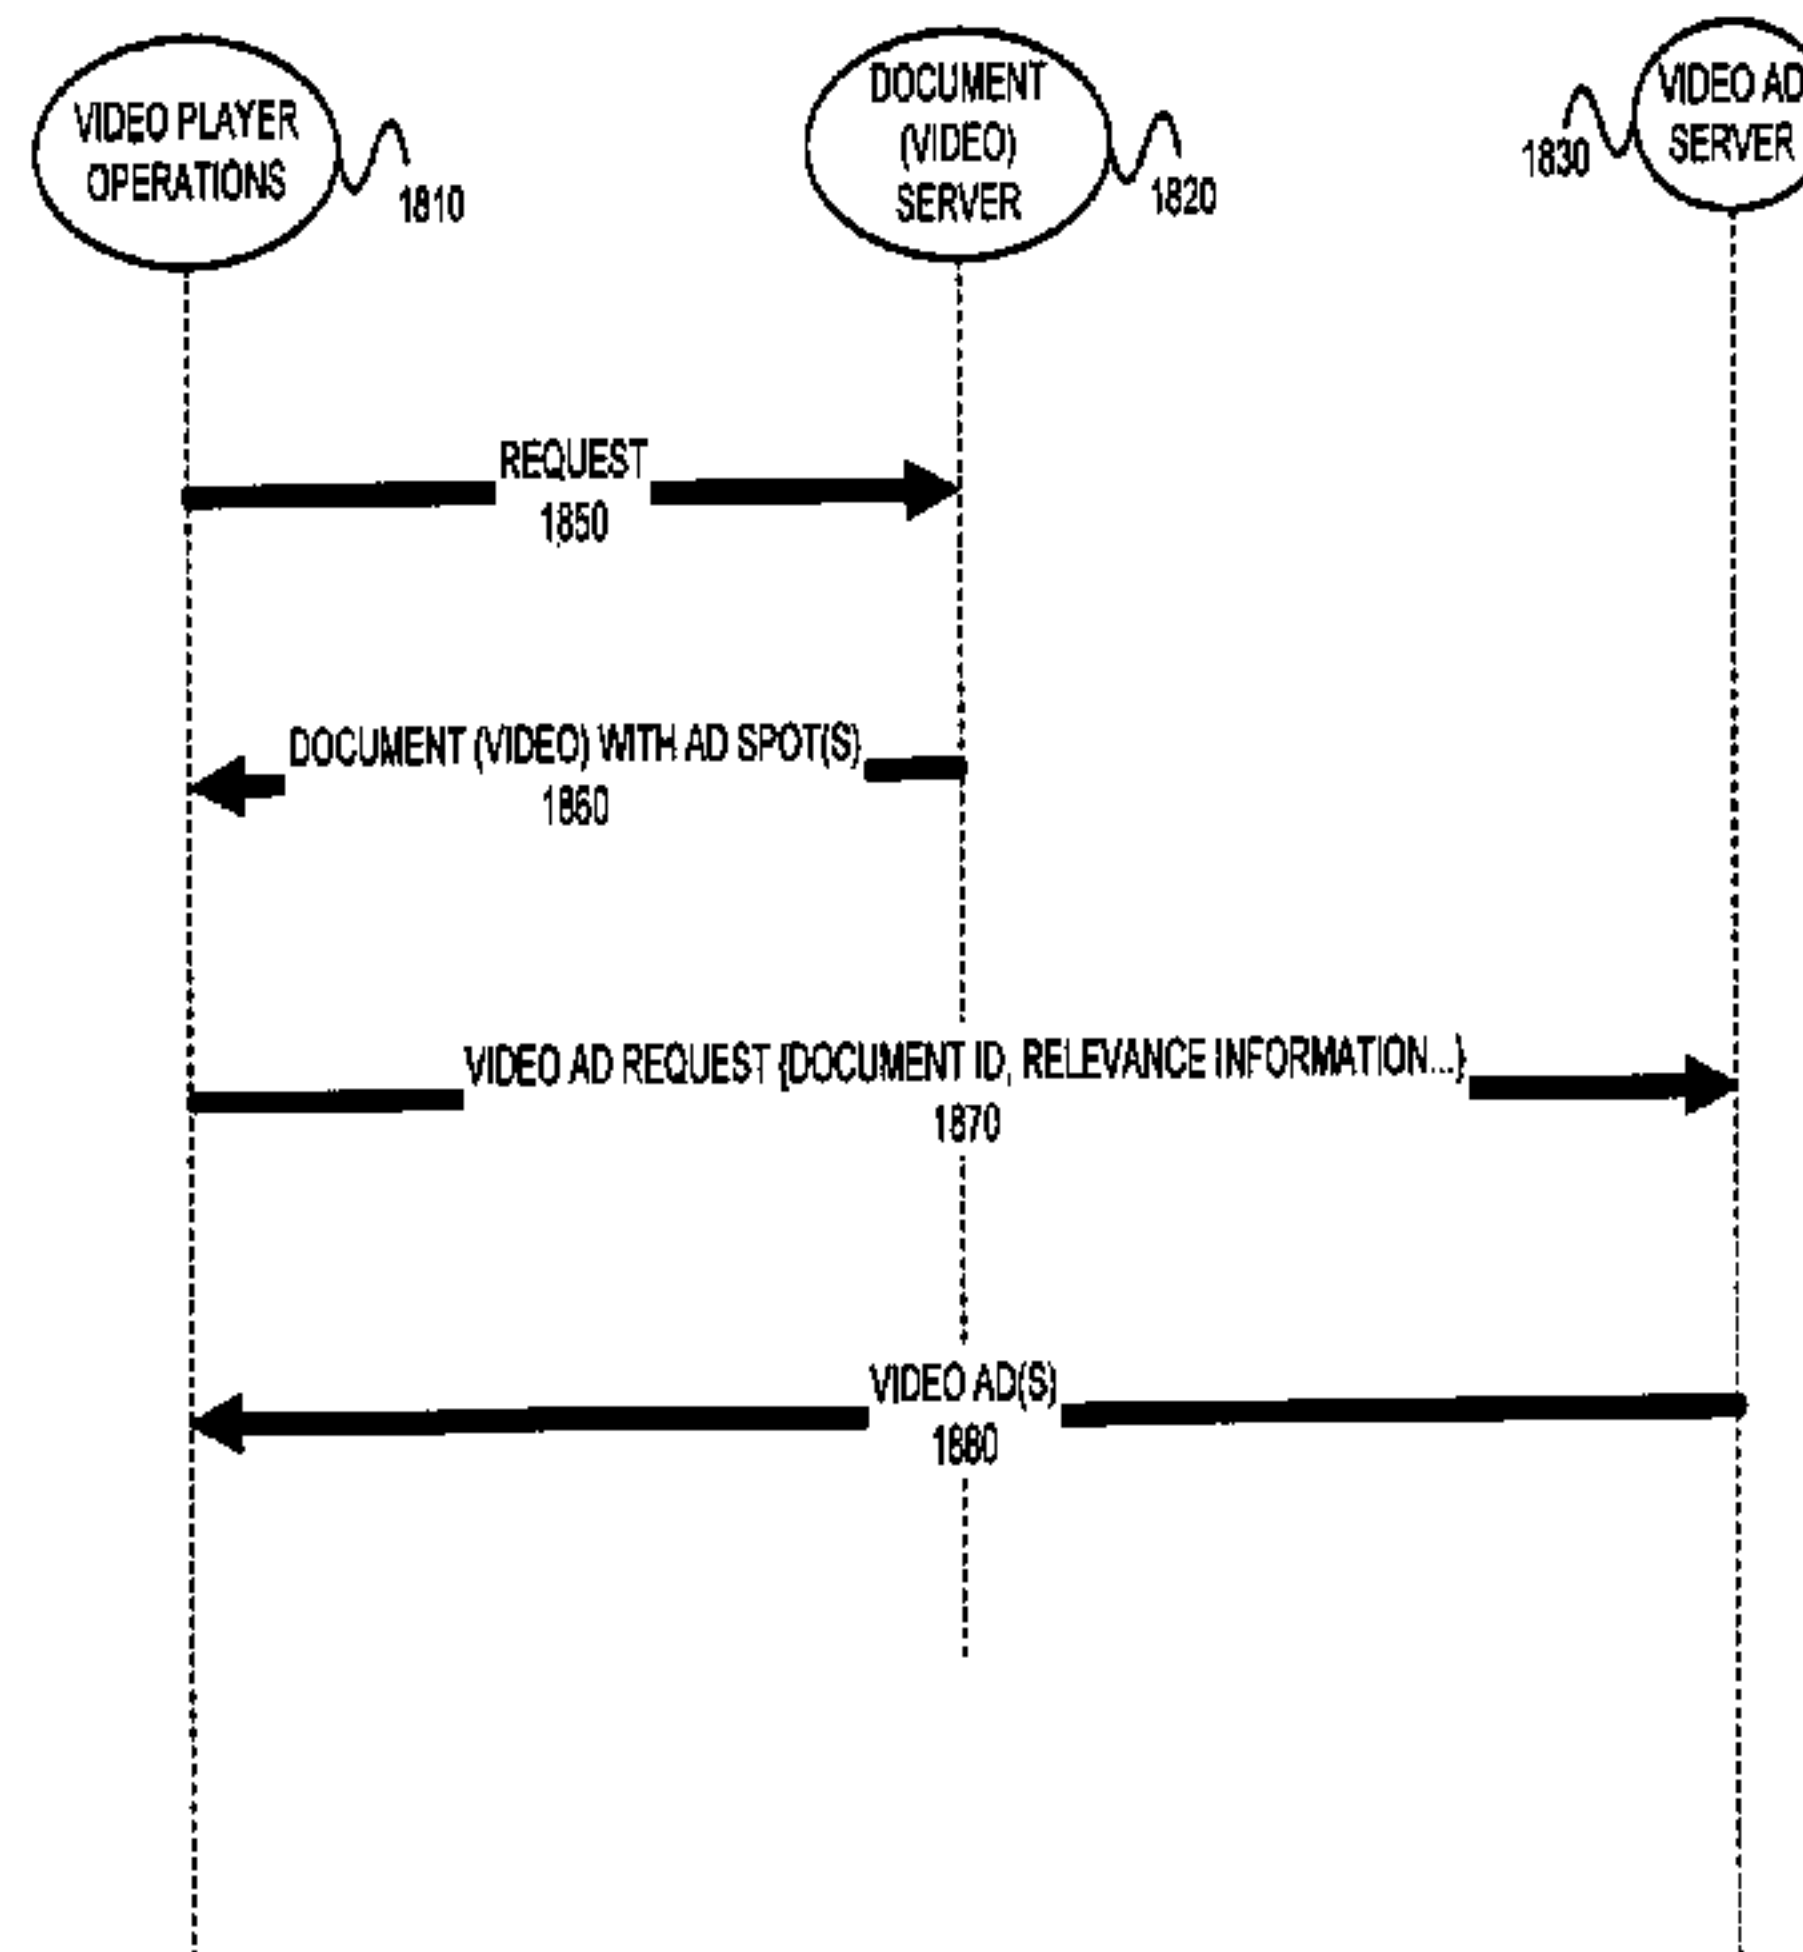 VIDEO PLAYER
OPERATIONS
1810
DOCUMENT
(VIDEO)
SERVER
1820
1830
VIDEO AD
SERVER
REQUEST
1850
DOCUMENT (VIDEO) WITH AD SPOT(S)
1860
VIDEO AD REQUEST {DOCUMENT ID, RELEVANCE INFORMATION...}
1870
VIDEO AD(S)
1880